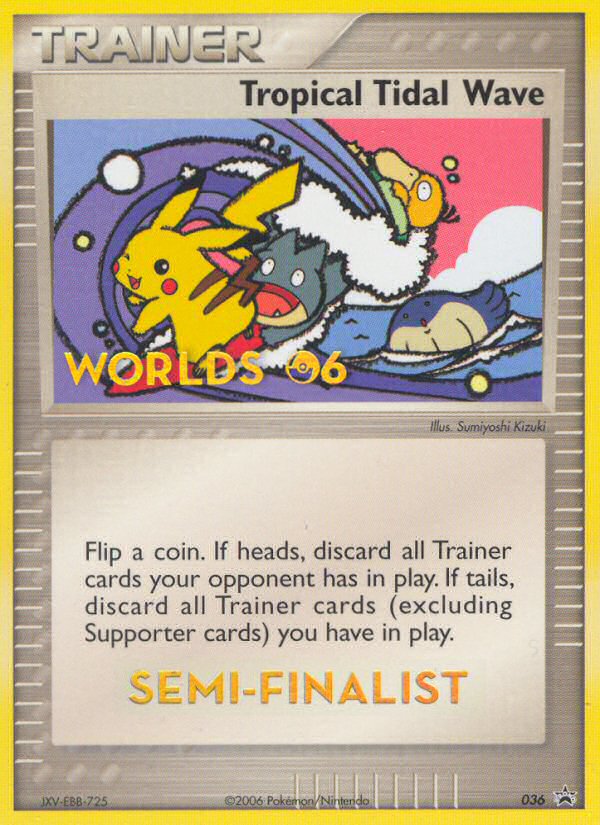 TRAINER
Tropical Tidal Wave
WORLDS 06
Illus. Sumiyoshi Kizuki
Flip a coin. If heads, discard all Trainer
cards your opponent has in play. If tails,
discard all Trainer cards (excluding
Supporter cards) you have in play.
SEMI-FINALIST
JXV-EBB-725
©2006 Pokémon/Nintendo
036